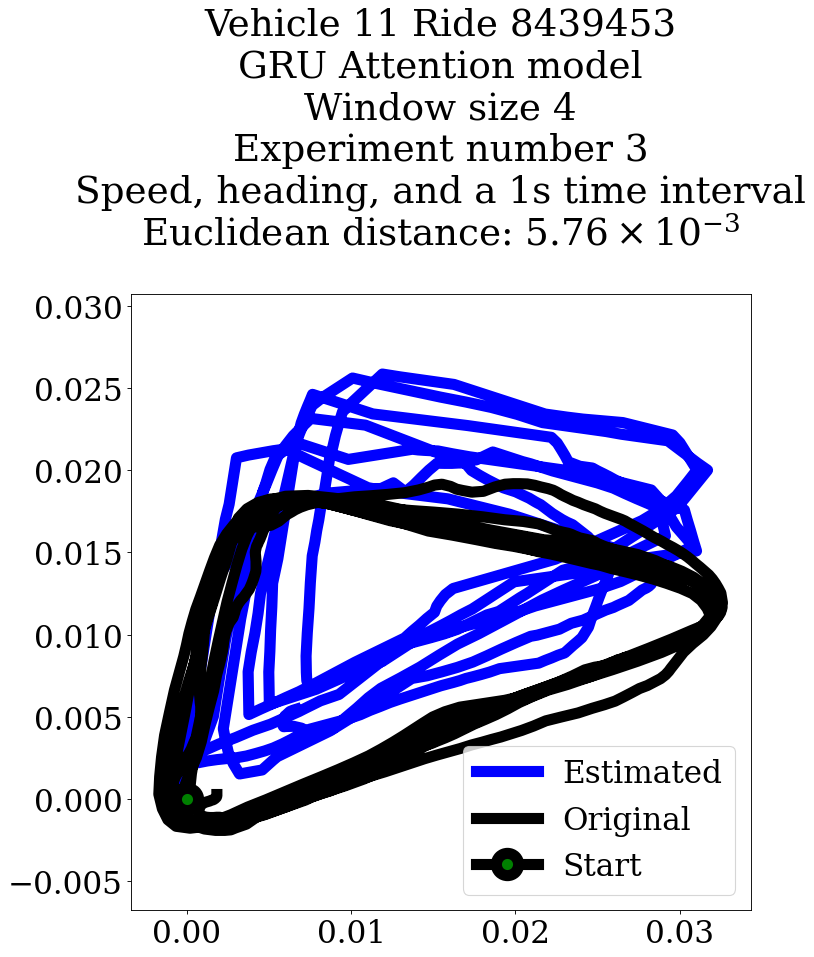 Vehicle 11 Ride 8439453
GRU Attention model
Window size 4
Experiment number 3
Speed, heading, and a 1s time interval
Euclidean distance: 5.76 × 10⁻³
0.030
0.025
0.020
0.015
0.010
0.005
0.000
−0.005
Estimated
Original
Start
0.00 0.01 0.02 0.03